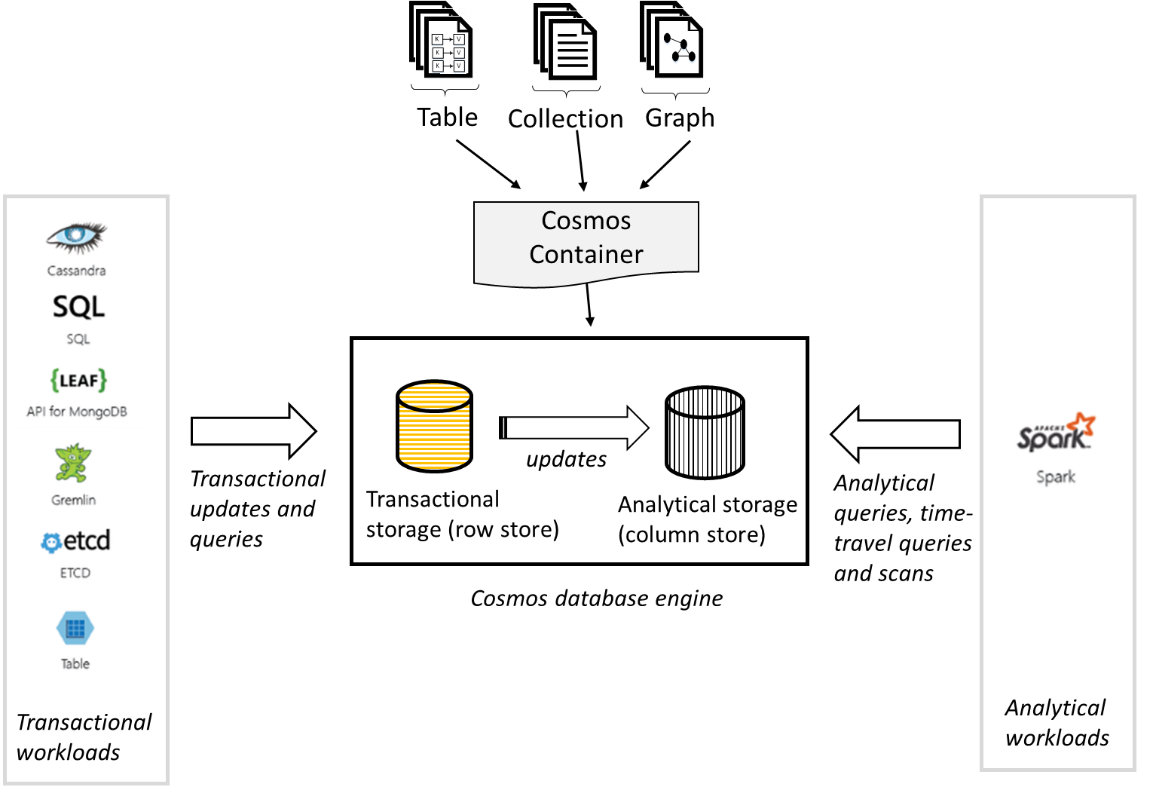 K V
K V
K V
Table
Collection
Graph
Cosmos
Container
Cassandra
SQL
SQL
{LEAF}
API for MongoDB
Gremlin
etcd
ETCD
Table
Transactional
workloads
Transactional
updates and
queries
Transactional
storage (row store)
updates
Analytical storage
(column store)
Cosmos database engine
Analytical
queries, time-
travel queries
and scans
APACHE
Spark
Spark
Analytical
workloads